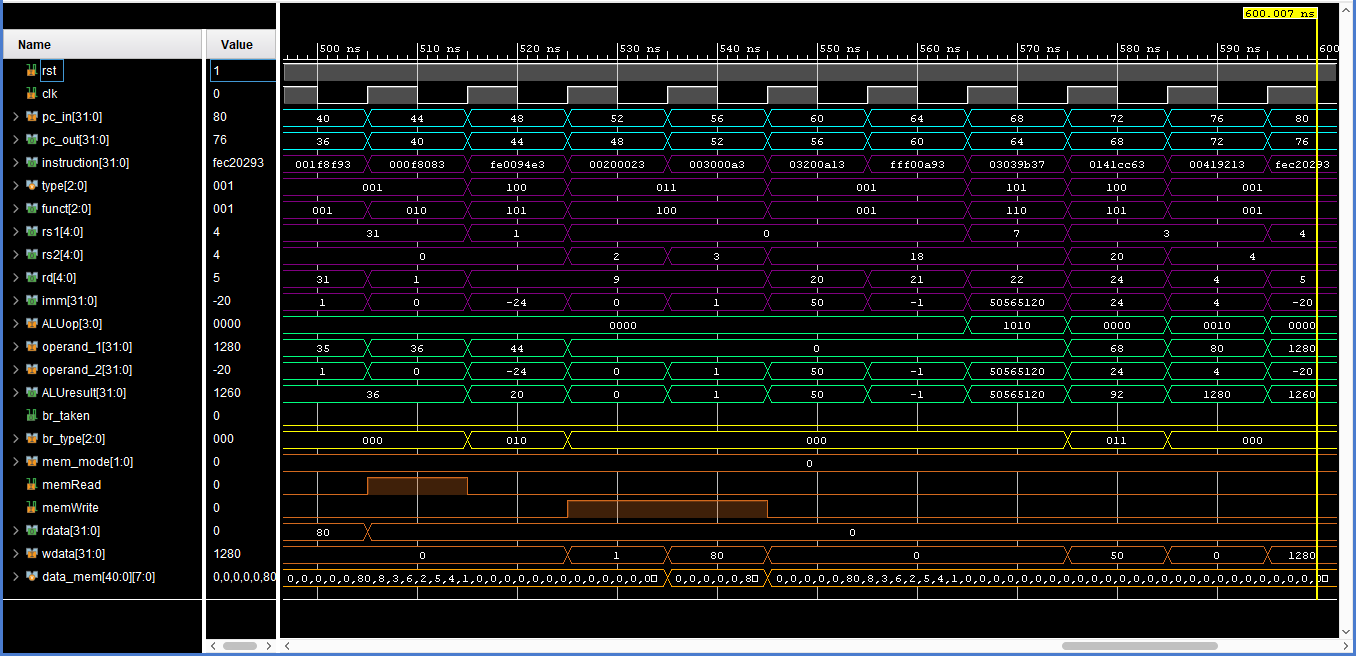 600.007 ns
Name Value 500 ns 510 ns 520 ns 530 ns 540 ns 550 ns 560 ns 570 ns 580 ns 590 ns 600
rst 1
clk 0
pc_in[31:0] 80 40 44 48 52 56 60 64 68 72 76 80
pc_out[31:0] 76 36 40 44 48 52 56 60 64 68 72 76
instruction[31:0] fec20293 001f8f93 000f8083 fe0094e3 00200023 003000a3 03200a13 fff00a93 03039b37 0141cc63 00419213 fec20293
type[2:0] 001 001 100 011 001 101 100 001
funct[2:0] 001 001 010 101 100 001 110 101 001
rs1[4:0] 4 31 1 0 7 3 4
rs2[4:0] 4 0 2 3 18 20 4
rd[4:0] 5 31 1 9 20 21 22 24 4 5
imm[31:0] -20 1 0 -24 0 1 50 -1 50565120 24 4 -20
ALUop[3:0] 0000 0000 1010 0000 0010 0000
operand_1[31:0] 1280 35 36 44 0 68 80 1280
operand_2[31:0] -20 1 0 -24 0 1 50 -1 50565120 24 4 -20
ALUresult[31:0] 1260 36 20 0 1 50 -1 50565120 92 1280 1260
br_taken 0
br_type[2:0] 000 000 010 000 011 000
mem_mode[1:0] 0 0
memRead 0
memWrite 0
rdata[31:0] 0 80 0
wdata[31:0] 1280 0 1 80 0 50 0 1280
data_mem[40:0][7:0] 0,0,0,0,0,80 0,0,0,0,0,80,8,3,6,2,5,4,1,0,0,0,0,0,0,0,0,0,0,0,0,0 0,0,0,0,0,8 0,0,0,0,0,80,8,3,6,2,5,4,1,0,0,0,0,0,0,0,0,0,0,0,0,0,0,0,0,0,0,0,0